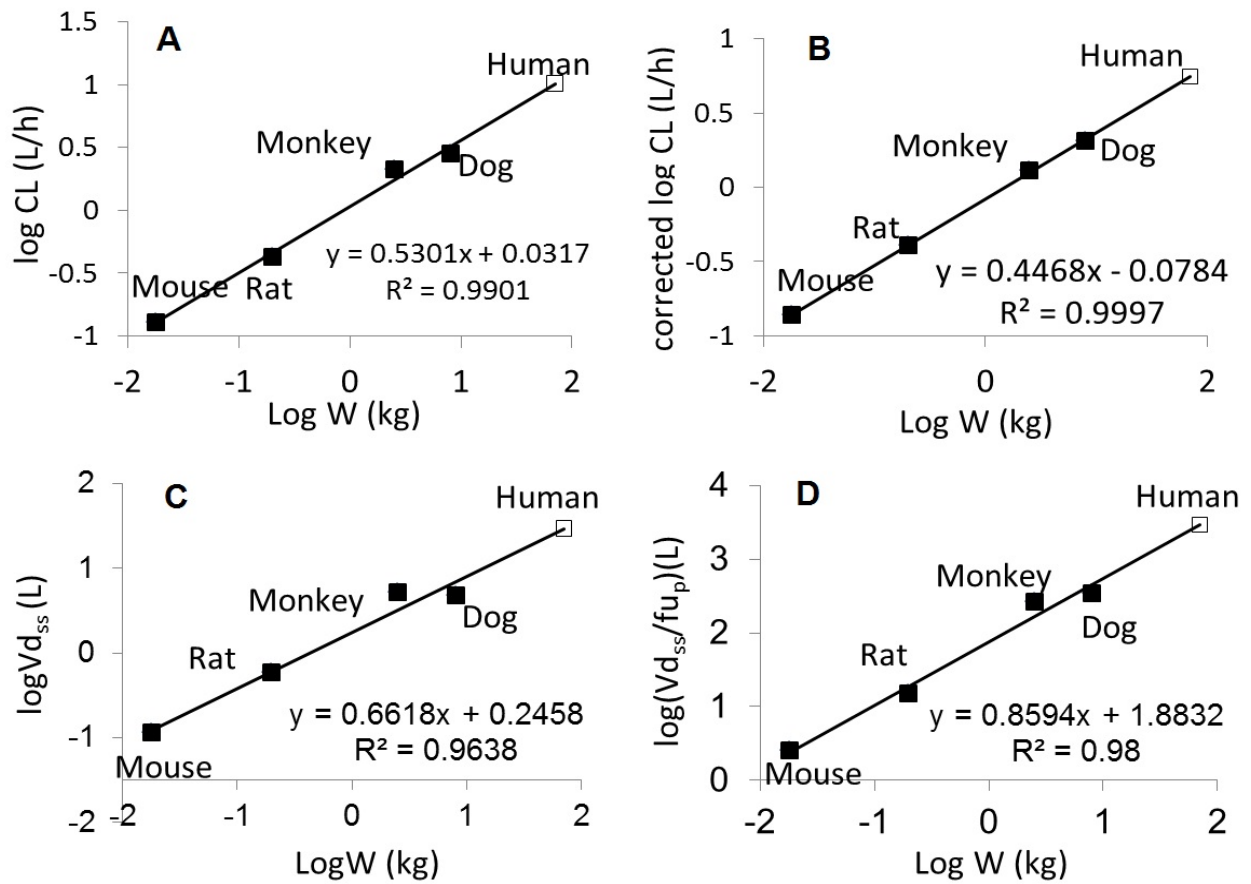 A
log CL (L/h)
1.5
1
0.5
0
-0.5
-1
Human
Monkey
Dog
y = 0.5301x + 0.0317
R² = 0.9901
Mouse Rat
-2 -1 0 1 2
Log W (kg)
B
corrected log CL (L/h)
1
0.5
0
-0.5
-1
Human
Monkey
Dog
Rat
y = 0.4468x - 0.0784
R² = 0.9997
Mouse
-2 0 2
Log W (kg)
C
logVdss (L)
2
1
0
-1
-2
Human
Monkey
Dog
Rat
y = 0.6618x + 0.2458
R² = 0.9638
Mouse
-2 -1 0 1 2
LogW (kg)
D
log(Vdss/fup)(L)
4
3
2
1
0
Human
Monkey
Dog
Rat
y = 0.8594x + 1.8832
R² = 0.98
Mouse
-2 -1 0 1 2
Log W (kg)